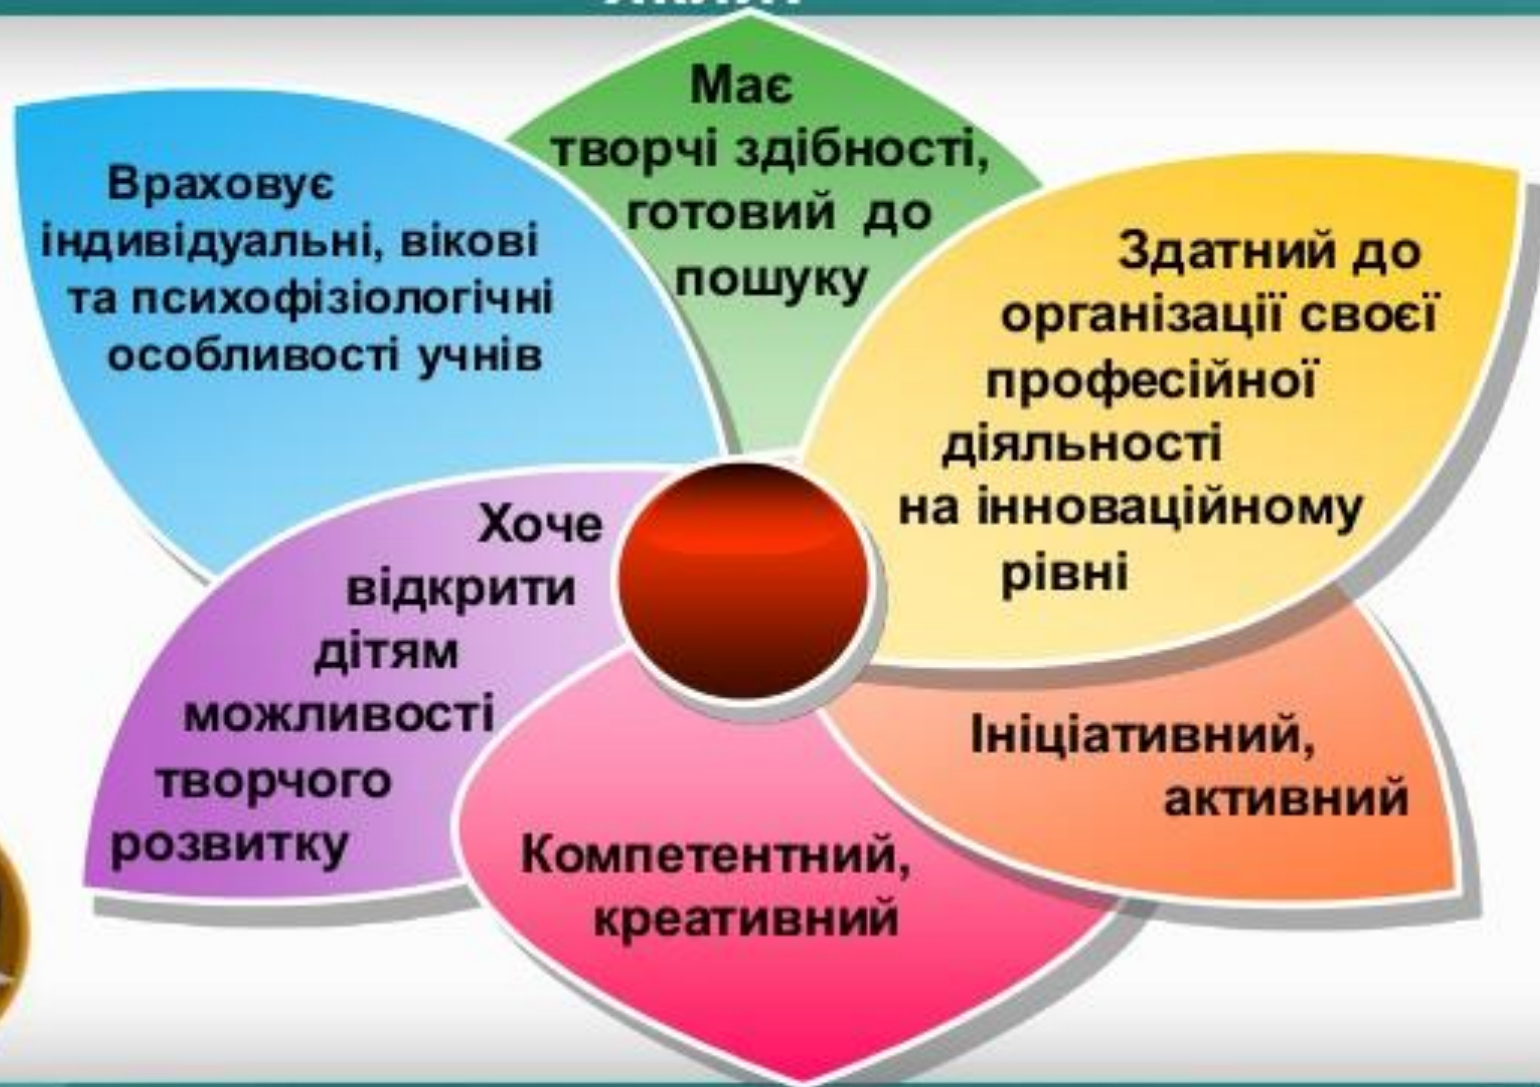 Має
творчі здібності,
готовий до
пошуку
Враховує
індивідуальні, вікові
та психофізіологічні
особливості учнів
Здатний до
організації своєї
професійної
діяльності
на інноваційному
рівні
Хоче
відкрити
дітям
можливості
творчого
розвитку
Ініціативний,
активний
Компетентний,
креативний